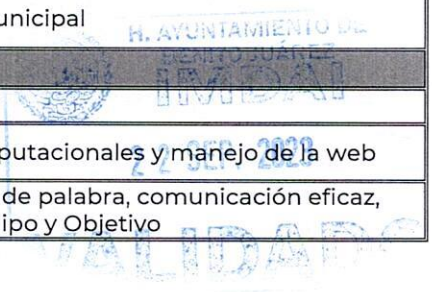 unicipal
H. AYUNTAMIENTO DE
BENITO JUÁREZ
IMDAI
22 SEP. 2020
putacionales y manejo de la web
de palabra, comunicación eficaz,
ipo y Objetivo
VALIDADO